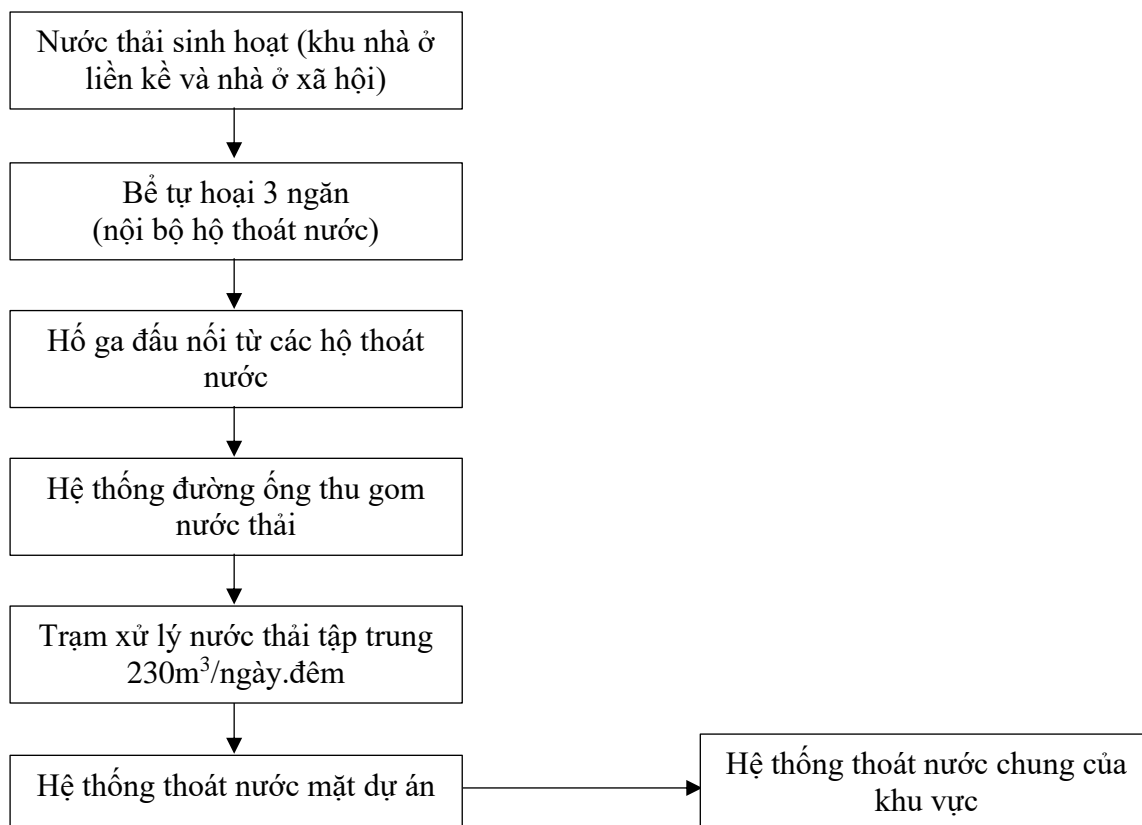 Nước thải sinh hoạt (khu nhà ở
liền kề và nhà ở xã hội)
Bể tự hoại 3 ngăn
(nội bộ hộ thoát nước)
Hố ga đấu nối từ các hộ thoát
nước
Hệ thống đường ống thu gom
nước thải
Trạm xử lý nước thải tập trung
230m³/ngày.đêm
Hệ thống thoát nước mặt dự án
Hệ thống thoát nước chung của
khu vực